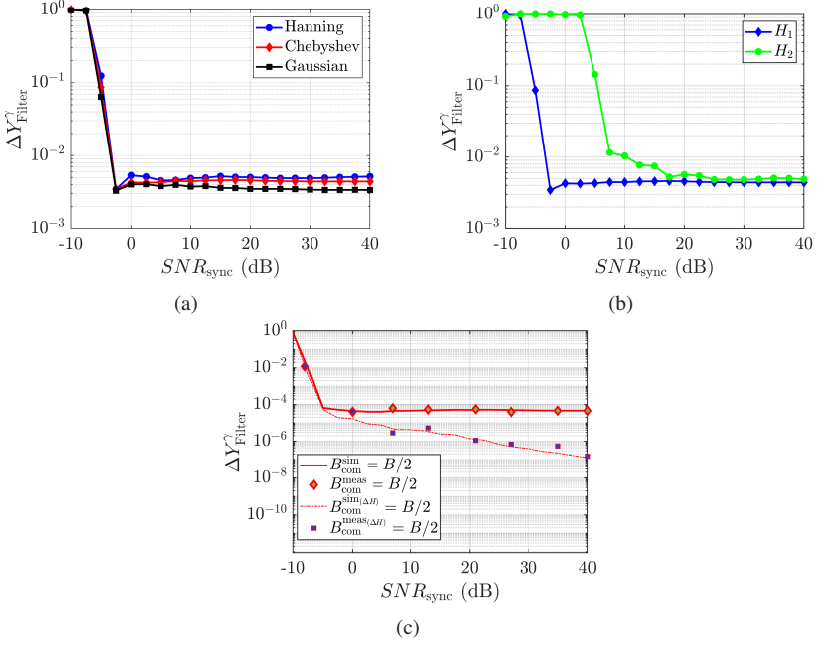 10^0
10^{-1}
10^{-2}
10^{-3}
ΔY^γ_Filter
-10 0 10 20 30 40
SNR_sync (dB)
Hanning
Chebyshev
Gaussian
(a)
10^0
10^{-1}
10^{-2}
10^{-3}
ΔY^γ_Filter
-10 0 10 20 30 40
SNR_sync (dB)
H_1
H_2
(b)
10^0
10^{-2}
10^{-4}
10^{-6}
10^{-8}
10^{-10}
ΔY^γ_Filter
B^sim_com = B/2
B^meas_com = B/2
B^{sim_(ΔH)}_com = B/2
B^{meas_(ΔH)}_com = B/2
-10 0 10 20 30 40
SNR_sync (dB)
(c)